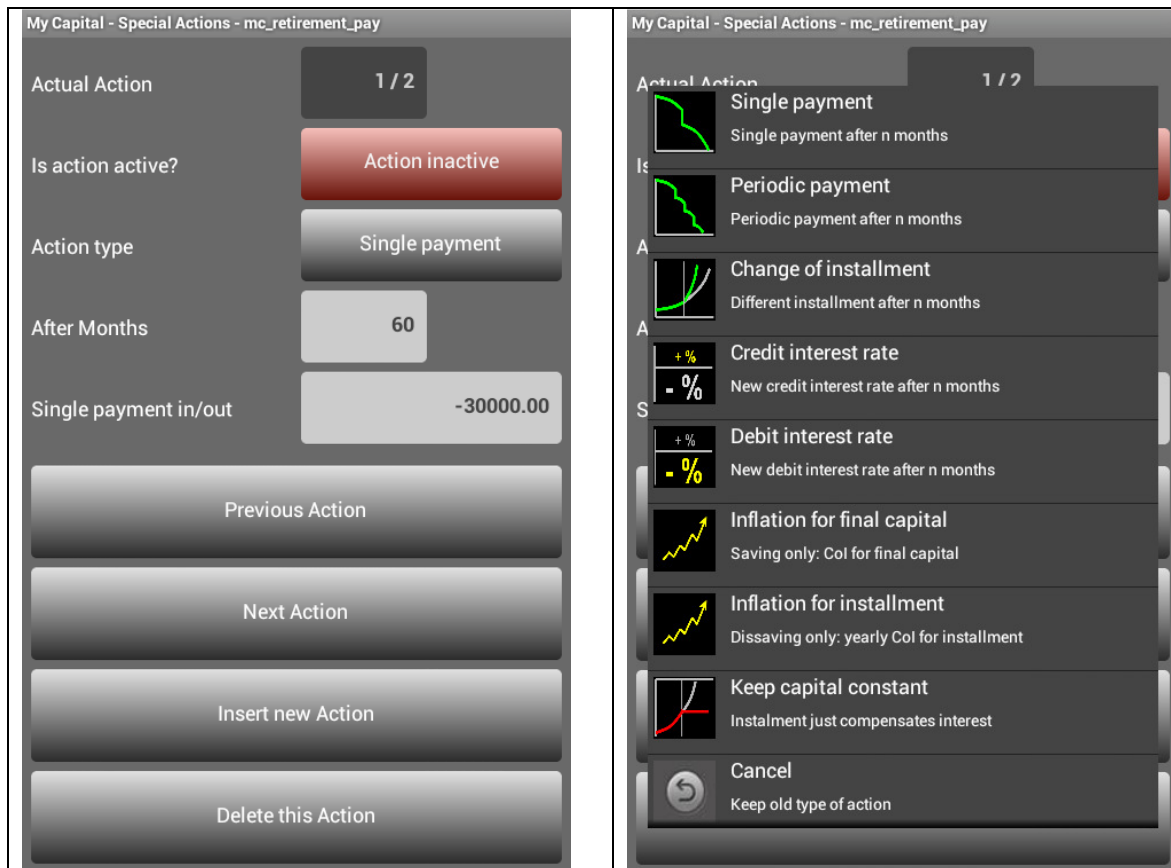 My Capital - Special Actions - mc_retirement_pay
Actual Action
1 / 2
Is action active?
Action inactive
Action type
Single payment
After Months
60
Single payment in/out
-30000.00
Previous Action
Next Action
Insert new Action
Delete this Action
My Capital - Special Actions - mc_retirement_pay
Actual Action
1 / 2
Single payment
Single payment after n months
Is
Periodic payment
Periodic payment after n months
A
Change of installment
Different installment after n months
A
+ %
- %
Credit interest rate
New credit interest rate after n months
S
+ %
- %
Debit interest rate
New debit interest rate after n months
Inflation for final capital
Saving only: CoI for final capital
Inflation for installment
Dissaving only: yearly CoI for installment
Keep capital constant
Instalment just compensates interest
Cancel
Keep old type of action